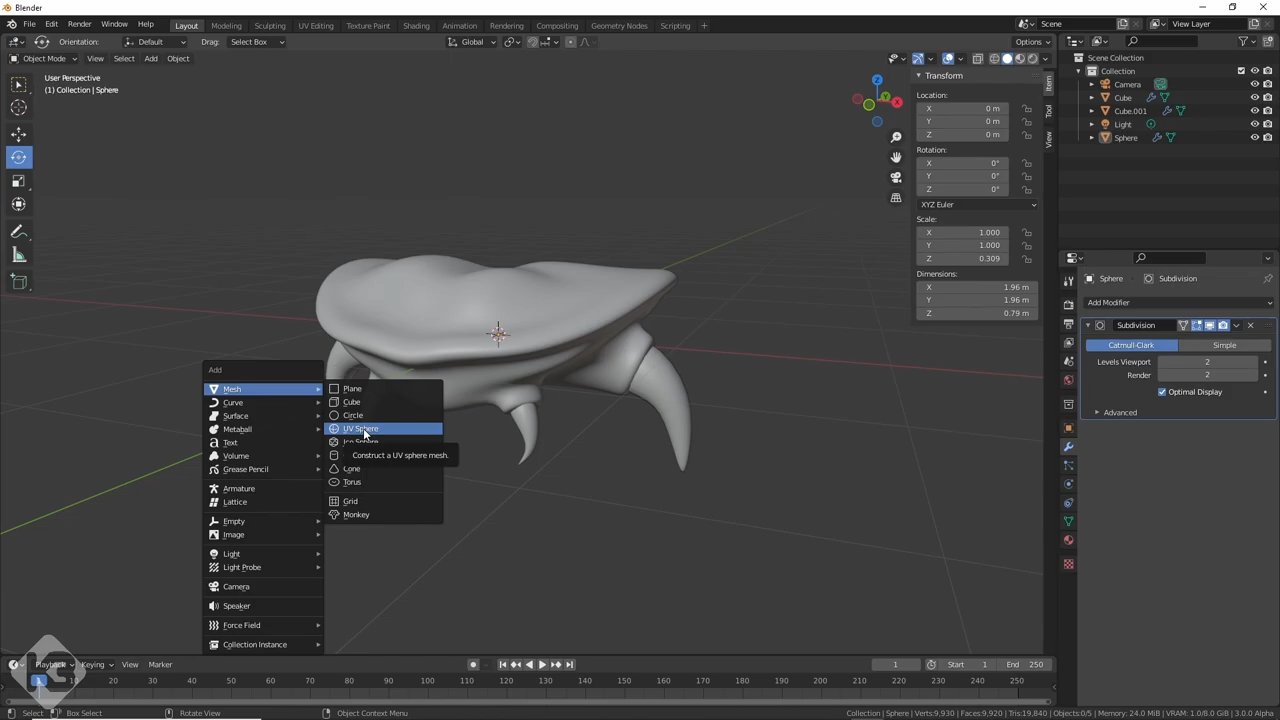 Blender
File Edit Render Window Help Layout Modeling Sculpting UV Editing Texture Paint Shading Animation Rendering Compositing Geometry Nodes Scripting + Scene View Layer
Orientation: Default Drag: Select Box Global Options
Object Mode View Select Add Object
User Perspective
(1) Collection | Sphere
Z
Y
X
Transform
Location:
X 0 m
Y 0 m
Z 0 m
Rotation:
X 0°
Y 0°
Z 0°
XYZ Euler
Scale:
X 1.000
Y 1.000
Z 0.309
Dimensions:
X 1.96 m
Y 1.96 m
Z 0.79 m
Item
Tool
View
Scene Collection
Collection
Camera
Cube
Cube.001
Light
Sphere
Sphere Subdivision
Add Modifier
Subdivision
Catmull-Clark Simple
Levels Viewport 2
Render 2
Optimal Display
Advanced
Add
Mesh
Curve
Surface
Metaball
Text
Volume
Grease Pencil
Armature
Lattice
Empty
Image
Light
Light Probe
Camera
Speaker
Force Field
Collection Instance
Plane
Cube
Circle
UV Sphere
Ico Sphere
Construct a UV sphere mesh.
Cone
Torus
Grid
Monkey
Playback Keying View Marker 1 Start 1 End 250
1 10 20 30 40 50 60 70 80 90 100 110 120 130 140 150 160 170 180 190 200 210 220 230 240 250
Select Box Select Rotate View Object Context Menu Collection | Sphere | Verts:9,930 | Faces:9,920 | Tris:19,840 | Objects:0/5 | Memory: 24.0 MiB | VRAM: 1.0/8.0 GiB | 3.0.0 Alpha